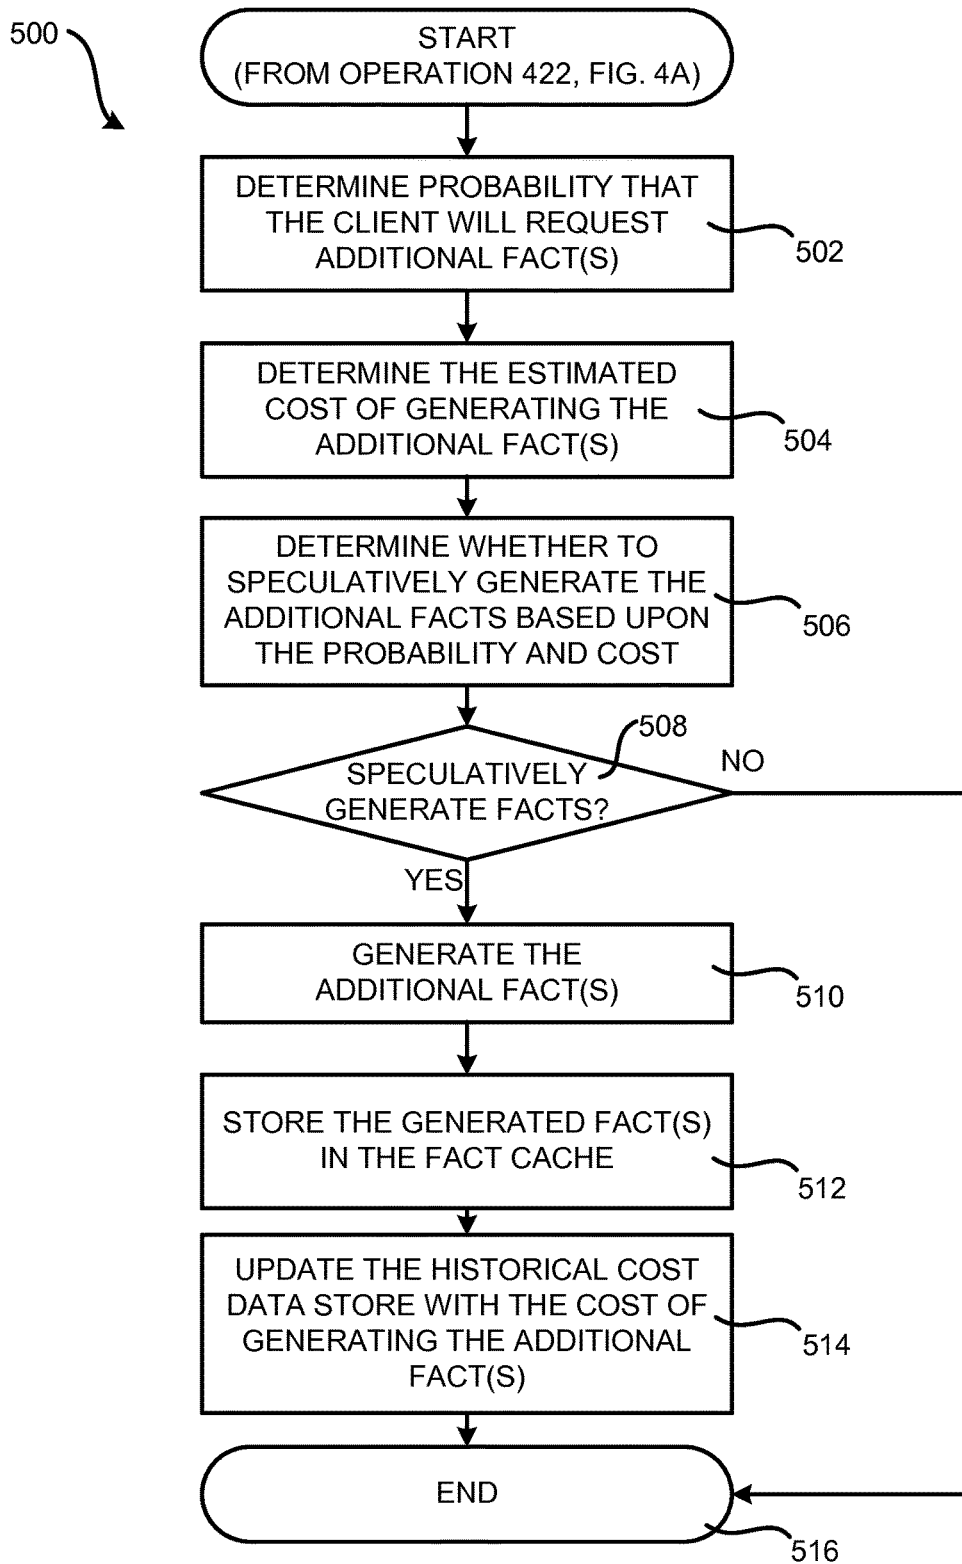 500
START
(FROM OPERATION 422, FIG. 4A)
DETERMINE PROBABILITY THAT
THE CLIENT WILL REQUEST
ADDITIONAL FACT(S)
502
DETERMINE THE ESTIMATED
COST OF GENERATING THE
ADDITIONAL FACT(S)
504
DETERMINE WHETHER TO
SPECULATIVELY GENERATE THE
ADDITIONAL FACTS BASED UPON
THE PROBABILITY AND COST
506
508
SPECULATIVELY
GENERATE FACTS?
NO
YES
GENERATE THE
ADDITIONAL FACT(S)
510
STORE THE GENERATED FACT(S)
IN THE FACT CACHE
512
UPDATE THE HISTORICAL COST
DATA STORE WITH THE COST OF
GENERATING THE ADDITIONAL
FACT(S)
514
END
516